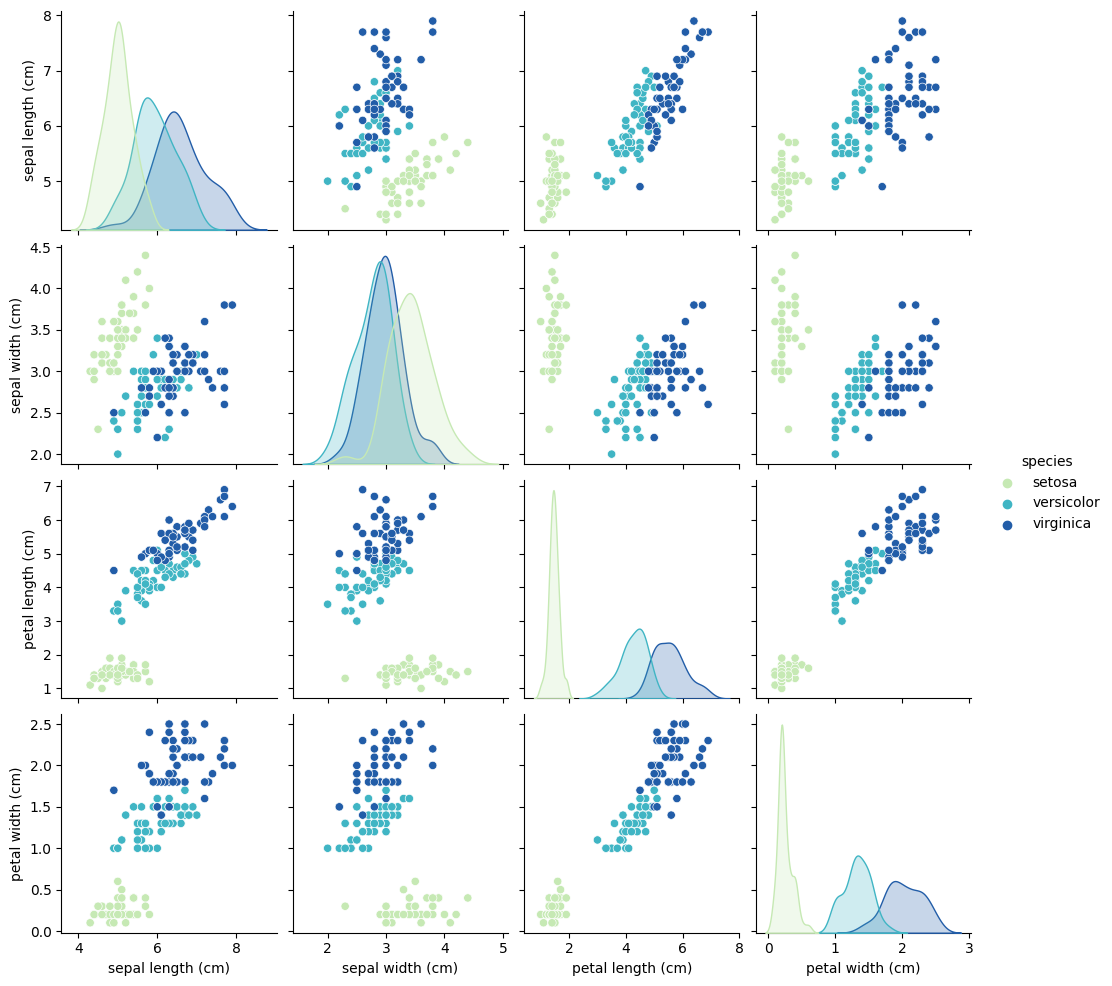 8
7
6
5
sepal length (cm)
4.5
4.0
3.5
3.0
2.5
2.0
sepal width (cm)
species
setosa
versicolor
virginica
7
6
5
4
3
2
1
petal length (cm)
2.5
2.0
1.5
1.0
0.5
0.0
petal width (cm)
4 6 8
sepal length (cm)
2 3 4 5
sepal width (cm)
2 4 6 8
petal length (cm)
0 1 2 3
petal width (cm)